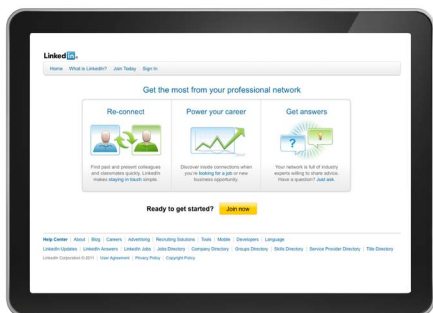 Linked in
Home What is LinkedIn? Join Today Sign In
Get the most from your professional network
Re-connect
Find past and present colleagues
and classmates quickly. LinkedIn
makes staying in touch simple.
Power your career
Discover inside connections when
you're looking for a job or new
business opportunity.
Get answers
?
Your network is full of industry
experts willing to share advice.
Have a question? Just ask.
Ready to get started? Join now
Help Center | About | Blog | Careers | Advertising | Recruiting Solutions | Tools | Mobile | Developers | Language
LinkedIn Updates | LinkedIn Answers | LinkedIn Jobs | Jobs Directory | Company Directory | Groups Directory | Skills Directory | Service Provider Directory | Title Directory
LinkedIn Corporation © 2011 | User Agreement | Privacy Policy | Copyright Policy